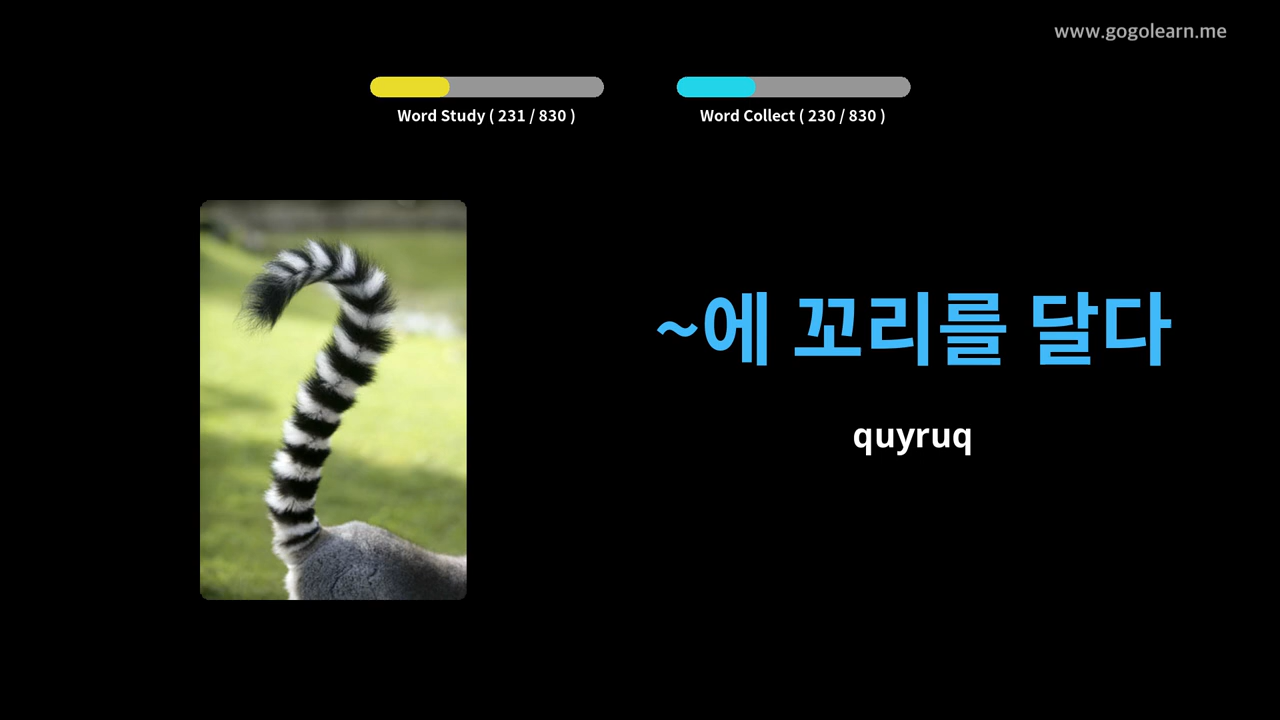 www.gogolearn.me
Word Study ( 231 / 830 )
Word Collect ( 230 / 830 )
~에 꼬리를 달다
quyruq